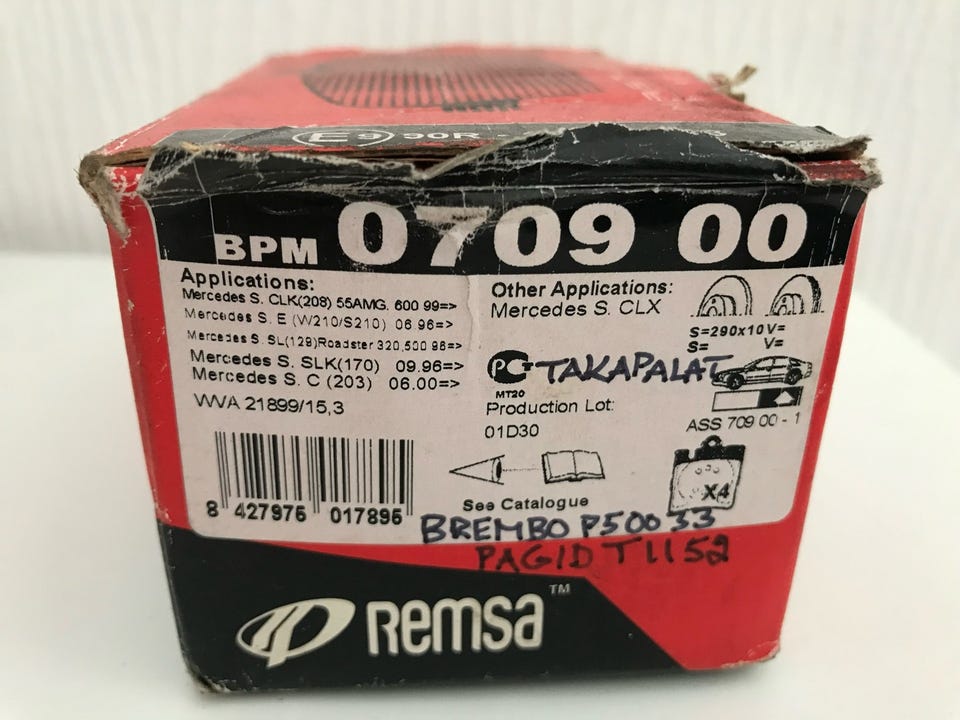 E9 90R -
BPM 0709 00
Applications:
Mercedes S. CLK(208) 55AMG. 600 99=>
Mercedes S. E (W210/S210) 06.96=>
Mercedes S. SL(129)Roadster 320,500 98=>
Mercedes S. SLK(170) 09.96=>
Mercedes S. C (203) 06.00=>
WVA 21899/15,3
8 427975 017895
Other Applications:
Mercedes S. CLX
S=290x10 V=
S= V=
PCT TAKAPALAT
MT20
Production Lot:
01D30
ASS 709 00 - 1
X4
See Catalogue
BREMBO P50033
PAGID T1152
Remsa™